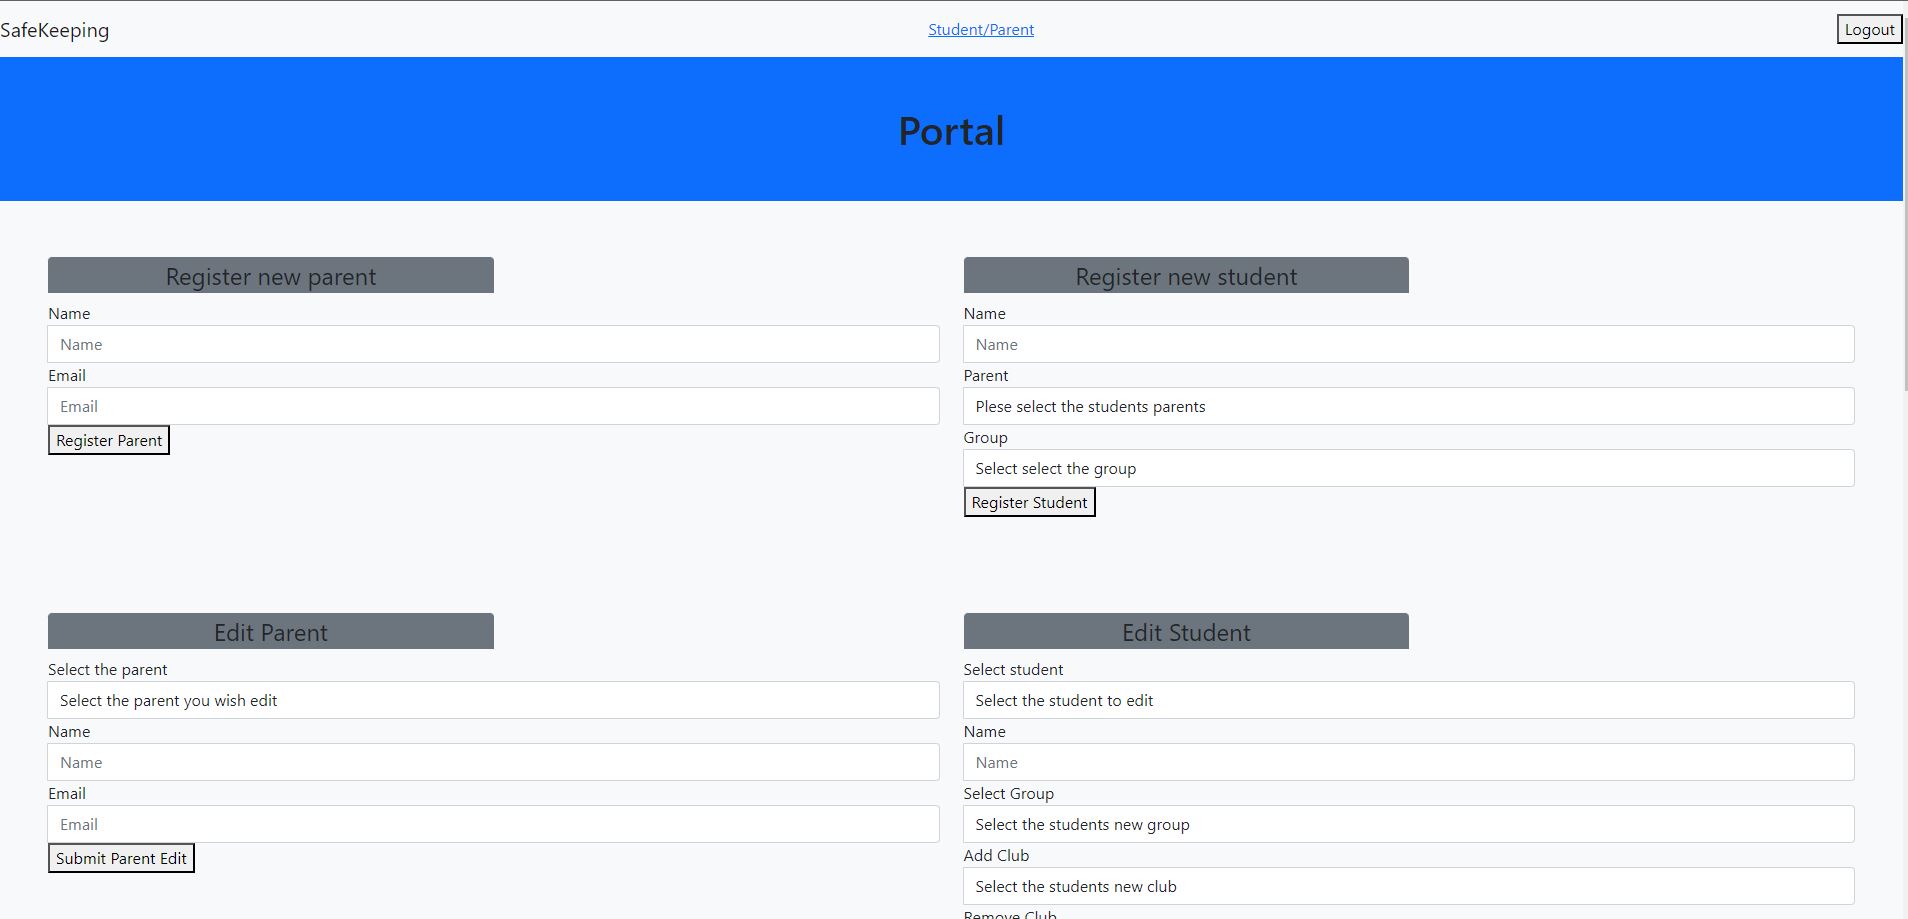 SafeKeeping
Student/Parent
Logout
Portal
Register new parent
Name
Name
Email
Email
Register Parent
Register new student
Name
Name
Parent
Plese select the students parents
Group
Select select the group
Register Student
Edit Parent
Select the parent
Select the parent you wish edit
Name
Name
Email
Email
Submit Parent Edit
Edit Student
Select student
Select the student to edit
Name
Name
Select Group
Select the students new group
Add Club
Select the students new club
Remove Club